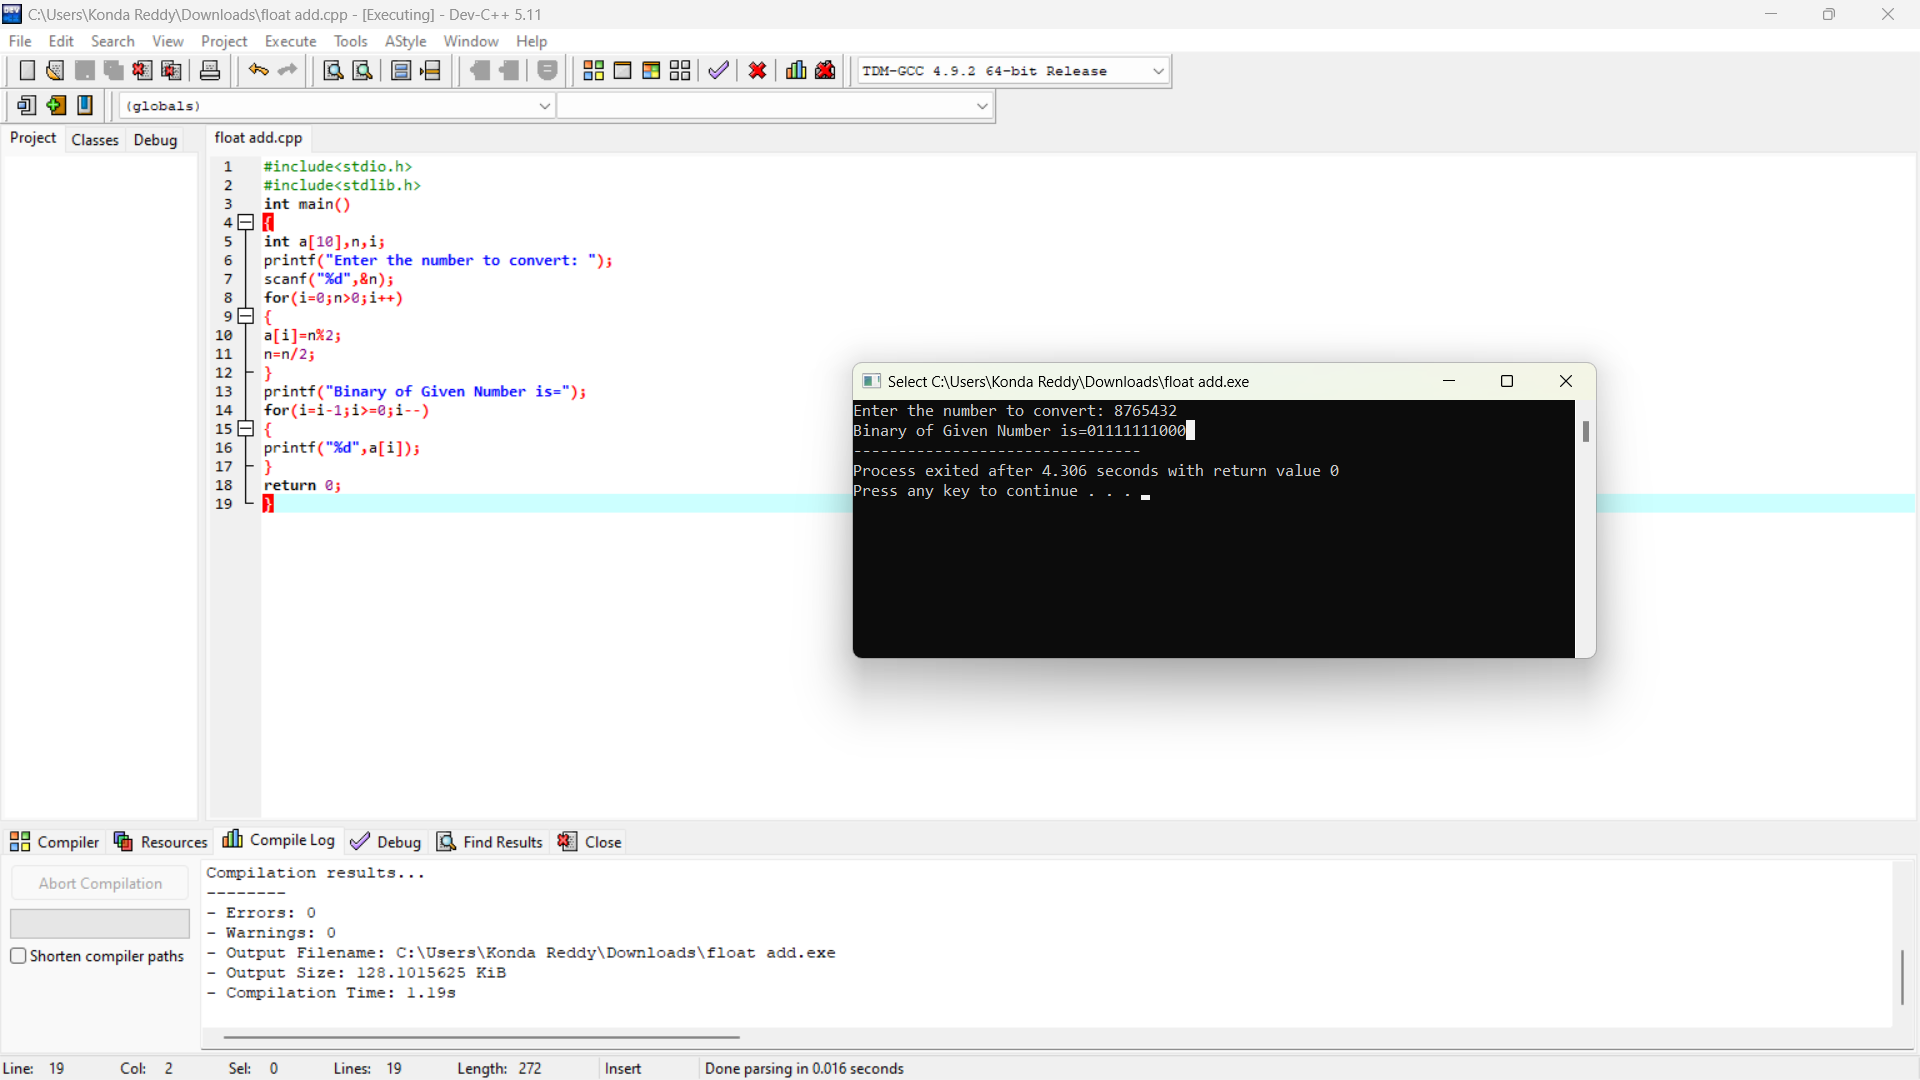 C:\Users\Konda Reddy\Downloads\float add.cpp - [Executing] - Dev-C++ 5.11
File Edit Search View Project Execute Tools AStyle Window Help
TDM-GCC 4.9.2 64-bit Release
(globals)
Project Classes Debug
float add.cpp
1 #include<stdio.h>
2 #include<stdlib.h>
3 int main()
4 {
5 int a[10],n,i;
6 printf("Enter the number to convert: ");
7 scanf("%d",&n);
8 for(i=0;n>0;i++)
9 {
10 a[i]=n%2;
11 n=n/2;
12 }
13 printf("Binary of Given Number is=");
14 for(i=i-1;i>=0;i--)
15 {
16 printf("%d",a[i]);
17 }
18 return 0;
19 }
Select C:\Users\Konda Reddy\Downloads\float add.exe
Enter the number to convert: 8765432
Binary of Given Number is=01111111000
--------------------------------
Process exited after 4.306 seconds with return value 0
Press any key to continue . . .
Compiler Resources Compile Log Debug Find Results Close
Abort Compilation
Shorten compiler paths
Compilation results...
--------
- Errors: 0
- Warnings: 0
- Output Filename: C:\Users\Konda Reddy\Downloads\float add.exe
- Output Size: 128.1015625 KiB
- Compilation Time: 1.19s
Line: 19 Col: 2 Sel: 0 Lines: 19 Length: 272 Insert Done parsing in 0.016 seconds